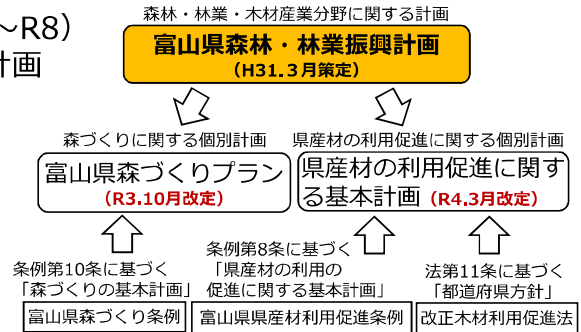 森林・林業・木材産業分野に関する計画
～R8）
計画
富山県森林・林業振興計画
（H31.３月策定）
森づくりに関する個別計画
富山県森づくりプラン
（R3.10月改定）
県産材の利用促進に関する個別計画
県産材の利用促進に関す
る基本計画（R4.3月改定）
条例第10条に基づく
「森づくりの基本計画」
富山県森づくり条例
条例第8条に基づく
「県産材の利用の
促進に関する基本計画」
富山県県産材利用促進条例
法第11条に基づく
「都道府県方針」
改正木材利用促進法